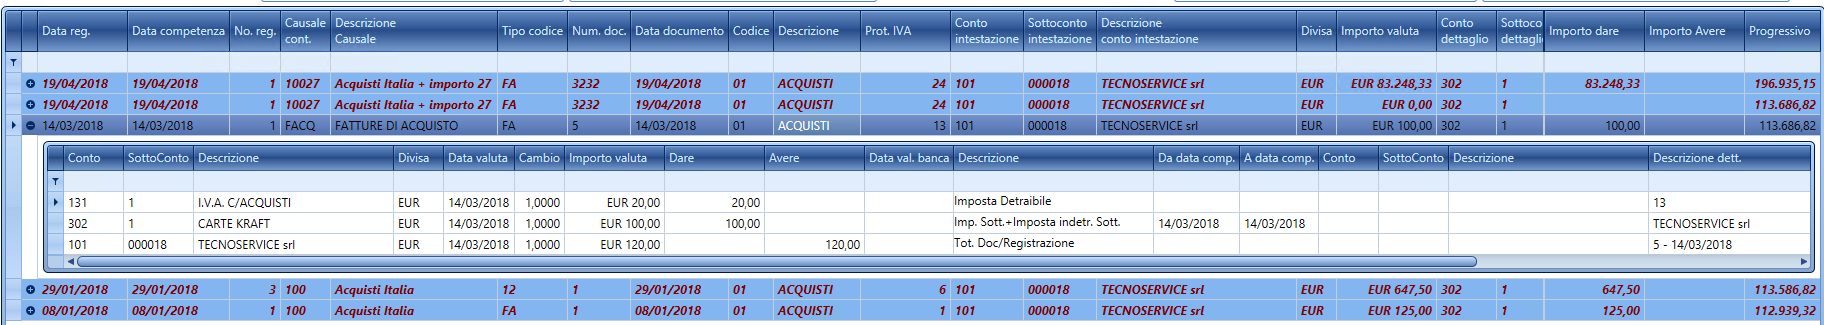 Data reg. Data competenza No. reg. Causale cont. Descrizione Causale Tipo codice Num. doc. Data documento Codice Descrizione Prot. IVA Conto intestazione Sottoconto intestazione Descrizione conto intestazione Divisa Importo valuta Conto dettaglio Sottoco dettagli Importo dare Importo Avere Progressivo
19/04/2018 19/04/2018 1 10027 Acquisti Italia + importo 27 FA 3232 19/04/2018 01 ACQUISTI 24 101 000018 TECNOSERVICE srl EUR EUR 83.248,33 302 1 83.248,33 196.935,15
19/04/2018 19/04/2018 1 10027 Acquisti Italia + importo 27 FA 3232 19/04/2018 01 ACQUISTI 24 101 000018 TECNOSERVICE srl EUR EUR 0,00 302 1 113.686,82
14/03/2018 14/03/2018 1 FACQ FATTURE DI ACQUISTO FA 5 14/03/2018 01 ACQUISTI 13 101 000018 TECNOSERVICE srl EUR EUR 100,00 302 1 100,00 113.686,82
Conto SottoConto Descrizione Divisa Data valuta Cambio Importo valuta Dare Avere Data val. banca Descrizione Da data comp. A data comp. Conto SottoConto Descrizione Descrizione dett.
131 1 I.V.A. C/ACQUISTI EUR 14/03/2018 1,0000 EUR 20,00 20,00 Imposta Detraibile 13
302 1 CARTE KRAFT EUR 14/03/2018 1,0000 EUR 100,00 100,00 Imp. Sott.+Imposta indetr. Sott. 14/03/2018 14/03/2018 TECNOSERVICE srl
101 000018 TECNOSERVICE srl EUR 14/03/2018 1,0000 EUR 120,00 120,00 Tot. Doc/Registrazione 5 - 14/03/2018
29/01/2018 29/01/2018 3 100 Acquisti Italia 12 1 29/01/2018 01 ACQUISTI 6 101 000018 TECNOSERVICE srl EUR EUR 647,50 302 1 647,50 113.586,82
08/01/2018 08/01/2018 1 100 Acquisti Italia FA 1 08/01/2018 01 ACQUISTI 1 101 000018 TECNOSERVICE srl EUR EUR 125,00 302 1 125,00 112.939,32